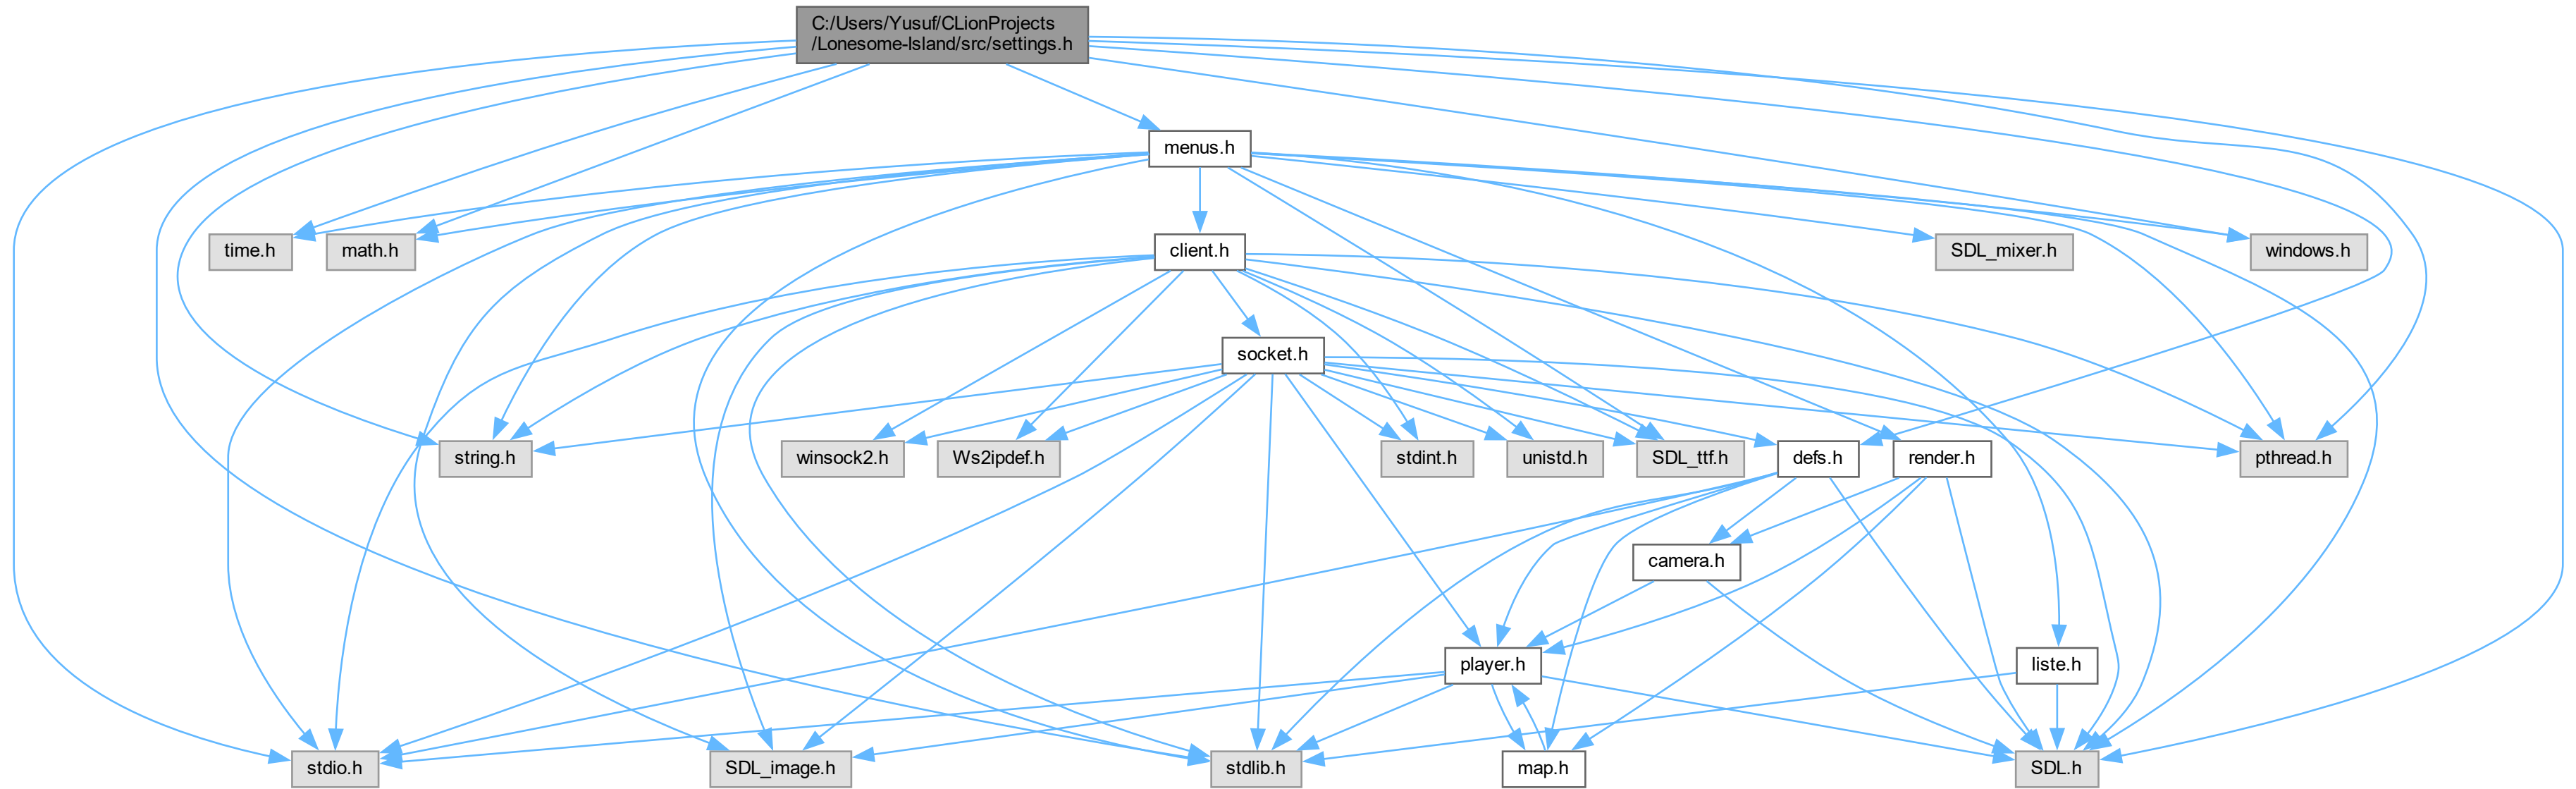 C:/Users/Yusuf/CLionProjects
/Lonesome-Island/src/settings.h
menus.h
time.h
math.h
client.h
SDL_mixer.h
windows.h
socket.h
string.h
winsock2.h
Ws2ipdef.h
stdint.h
unistd.h
SDL_ttf.h
defs.h
render.h
pthread.h
camera.h
player.h
liste.h
stdio.h
SDL_image.h
stdlib.h
map.h
SDL.h